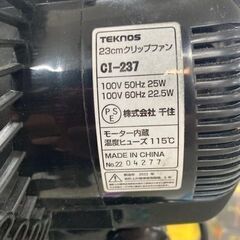 TEKNOS
23cmクリップファン
CI-237
100V 50Hz 25W
100V 60Hz 22.5W
PSE
株式会社 千住
モーター内蔵
温度ヒューズ 115℃
MADE IN CHINA
No.22 04277